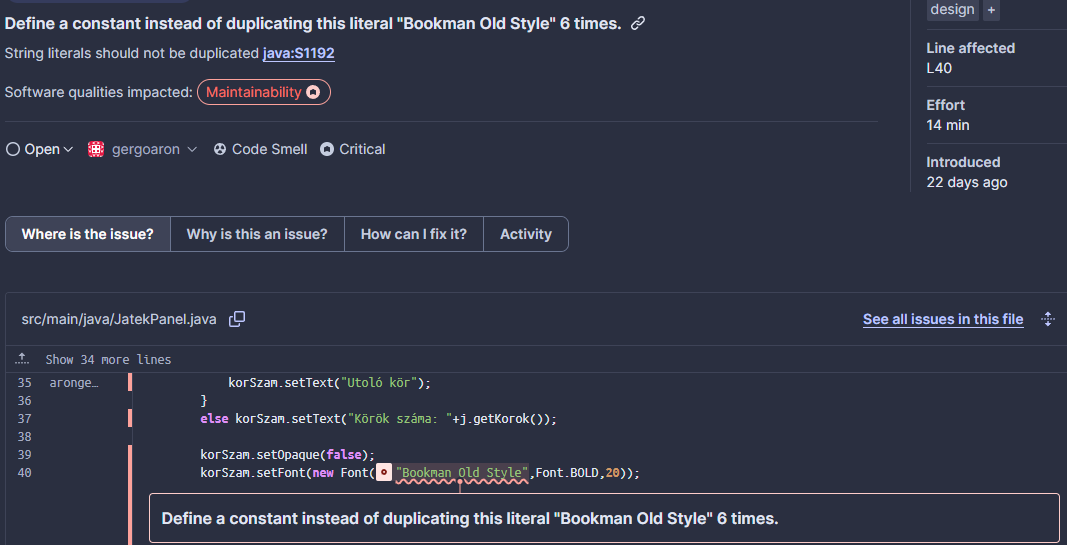 Define a constant instead of duplicating this literal "Bookman Old Style" 6 times.
String literals should not be duplicated java:S1192
Software qualities impacted: Maintainability
Open gergoaron Code Smell Critical
design +
Line affected
L40
Effort
14 min
Introduced
22 days ago
Where is the issue? Why is this an issue? How can I fix it? Activity
src/main/java/JatekPanel.java See all issues in this file
Show 34 more lines
35 aronge… korSzam.setText("Utoló kör");
36 }
37 else korSzam.setText("Körök száma: "+j.getKorok());
38
39 korSzam.setOpaque(false);
40 korSzam.setFont(new Font("Bookman Old Style",Font.BOLD,20));
Define a constant instead of duplicating this literal "Bookman Old Style" 6 times.